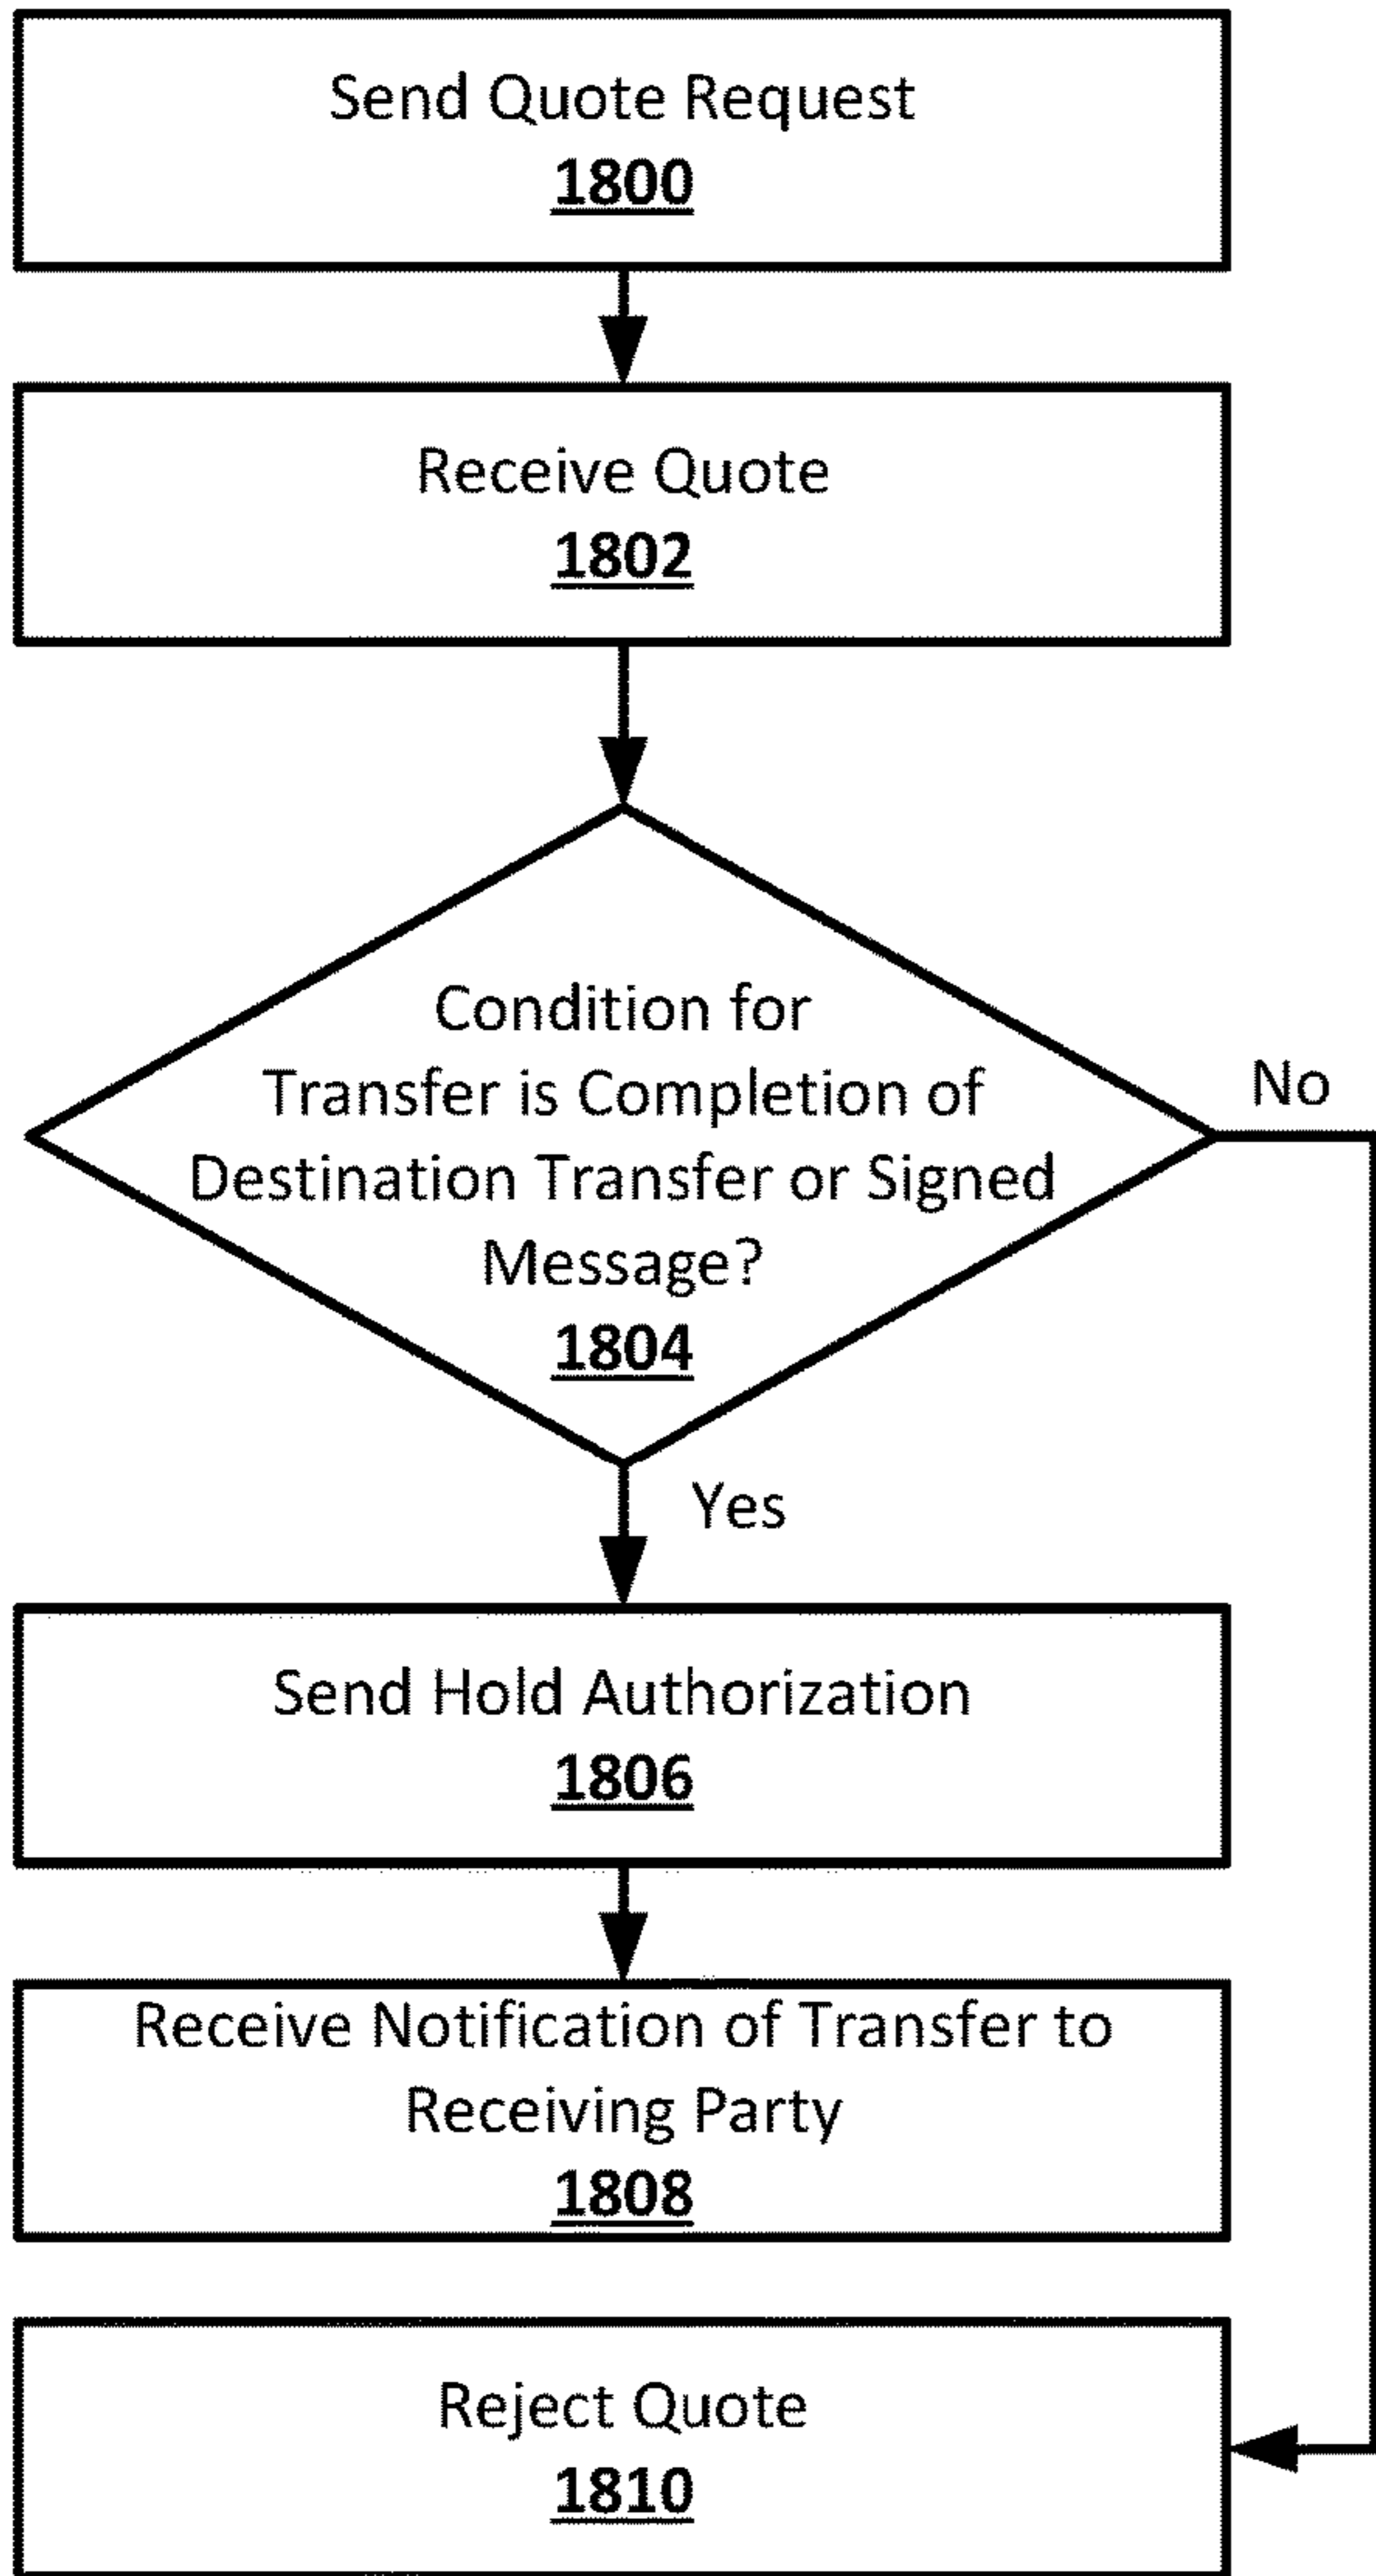 Send Quote Request
1800
Receive Quote
1802
Condition for
Transfer is Completion of
Destination Transfer or Signed
Message?
1804
No
Yes
Send Hold Authorization
1806
Receive Notification of Transfer to
Receiving Party
1808
Reject Quote
1810